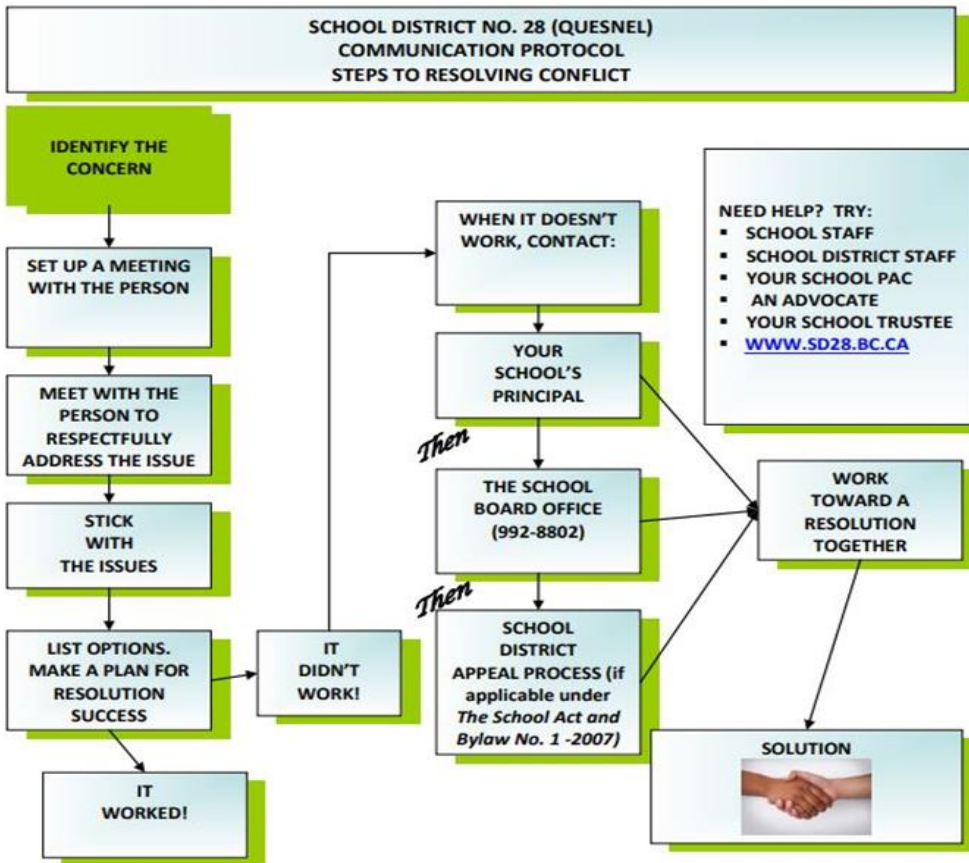 SCHOOL DISTRICT NO. 28 (QUESNEL)
COMMUNICATION PROTOCOL
STEPS TO RESOLVING CONFLICT
IDENTIFY THE
CONCERN
SET UP A MEETING
WITH THE PERSON
MEET WITH THE
PERSON TO
RESPECTFULLY
ADDRESS THE ISSUE
STICK
WITH
THE ISSUES
LIST OPTIONS.
MAKE A PLAN FOR
RESOLUTION
SUCCESS
IT
WORKED!
IT
DIDN’T
WORK!
WHEN IT DOESN’T
WORK, CONTACT:
YOUR
SCHOOL’S
PRINCIPAL
Then
THE SCHOOL
BOARD OFFICE
(992-8802)
Then
SCHOOL
DISTRICT
APPEAL PROCESS (if
applicable under
The School Act and
Bylaw No. 1 -2007)
NEED HELP? TRY:
▪ SCHOOL STAFF
▪ SCHOOL DISTRICT STAFF
▪ YOUR SCHOOL PAC
▪ AN ADVOCATE
▪ YOUR SCHOOL TRUSTEE
▪ WWW.SD28.BC.CA
WORK
TOWARD A
RESOLUTION
TOGETHER
SOLUTION